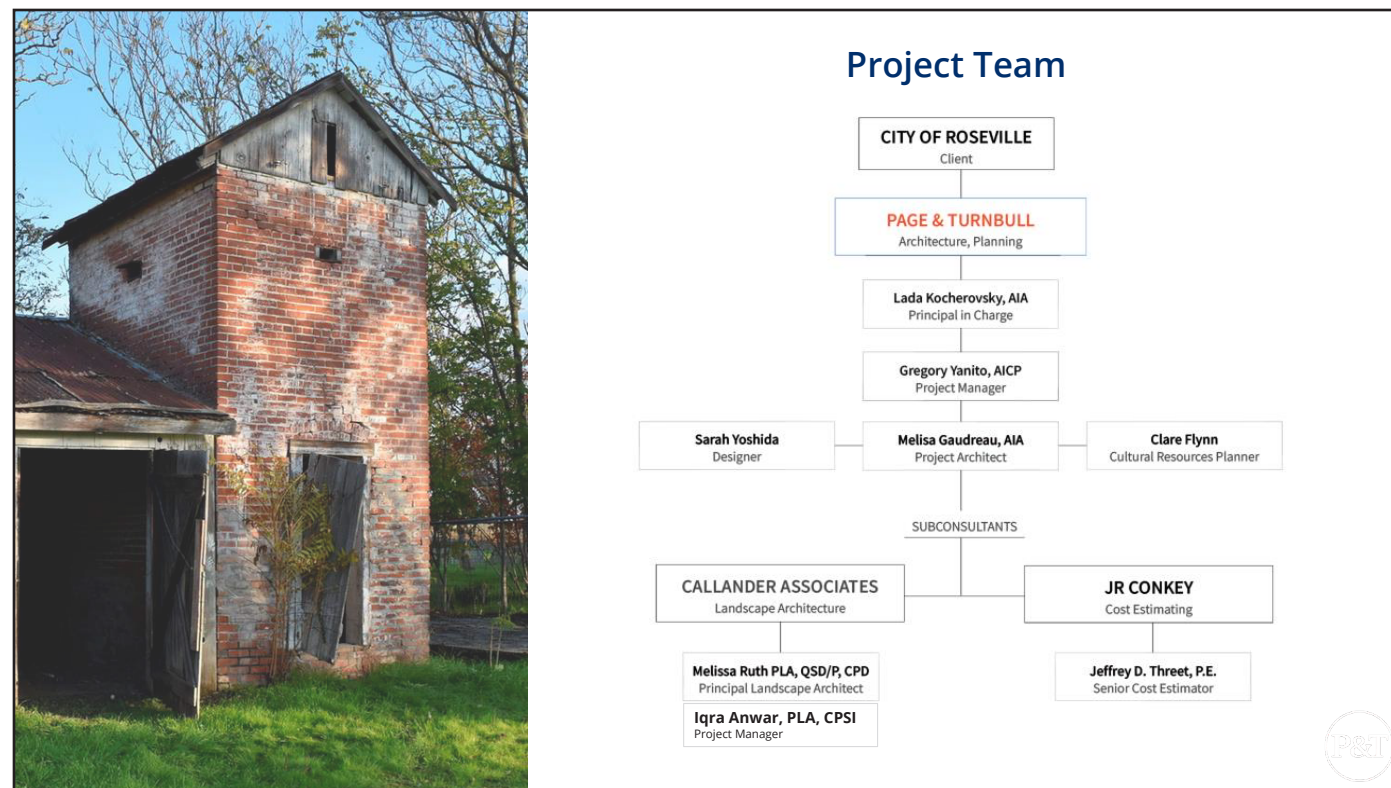 Project Team
CITY OF ROSEVILLE
Client
PAGE & TURNBULL
Architecture, Planning
Lada Kocherovsky, AIA
Principal in Charge
Gregory Yanito, AICP
Project Manager
Sarah Yoshida
Designer
Melisa Gaudreau, AIA
Project Architect
Clare Flynn
Cultural Resources Planner
SUBCONSULTANTS
CALLANDER ASSOCIATES
Landscape Architecture
JR CONKEY
Cost Estimating
Melissa Ruth PLA, QSD/P, CPD
Principal Landscape Architect
Iqra Anwar, PLA, CPSI
Project Manager
Jeffrey D. Threet, P.E.
Senior Cost Estimator
P&T